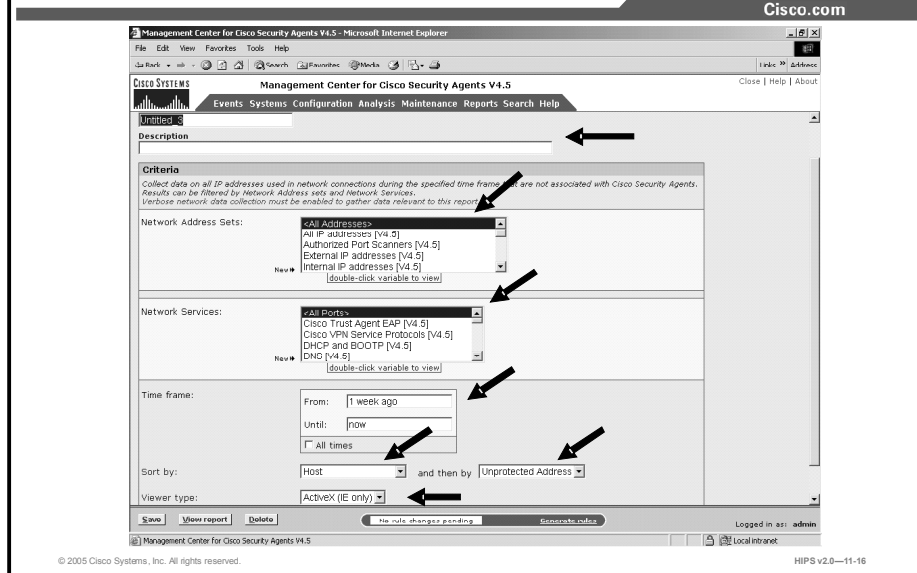 Cisco.com
Management Center for Cisco Security Agents V4.5 - Microsoft Internet Explorer
File Edit View Favorites Tools Help
Back Search Favorites Media Links » Address
CISCO SYSTEMS
Management Center for Cisco Security Agents V4.5
Close | Help | About
Events Systems Configuration Analysis Maintenance Reports Search Help
Untitled_3
Description
Criteria
Collect data on all IP addresses used in network connections during the specified time frame that are not associated with Cisco Security Agents.
Results can be filtered by Network Address sets and Network Services.
Verbose network data collection must be enabled to gather data relevant to this report
Network Address Sets:
<All Addresses>
All IP addresses [V4.5]
Authorized Port Scanners [V4.5]
External IP addresses [V4.5]
Internal IP addresses [V4.5]
New
double-click variable to view
Network Services:
<All Ports>
Cisco Trust Agent EAP [V4.5]
Cisco VPN Service Protocols [V4.5]
DHCP and BOOTP [V4.5]
DNS [V4.5]
New
double-click variable to view
Time frame:
From: 1 week ago
Until: now
All times
Sort by: Host and then by Unprotected Address
Viewer type: ActiveX (IE only)
Save View report Delete No rule changes pending Generate rules Logged in as: admin
Management Center for Cisco Security Agents V4.5 Local intranet
© 2005 Cisco Systems, Inc. All rights reserved. HIPS v2.0—11-16